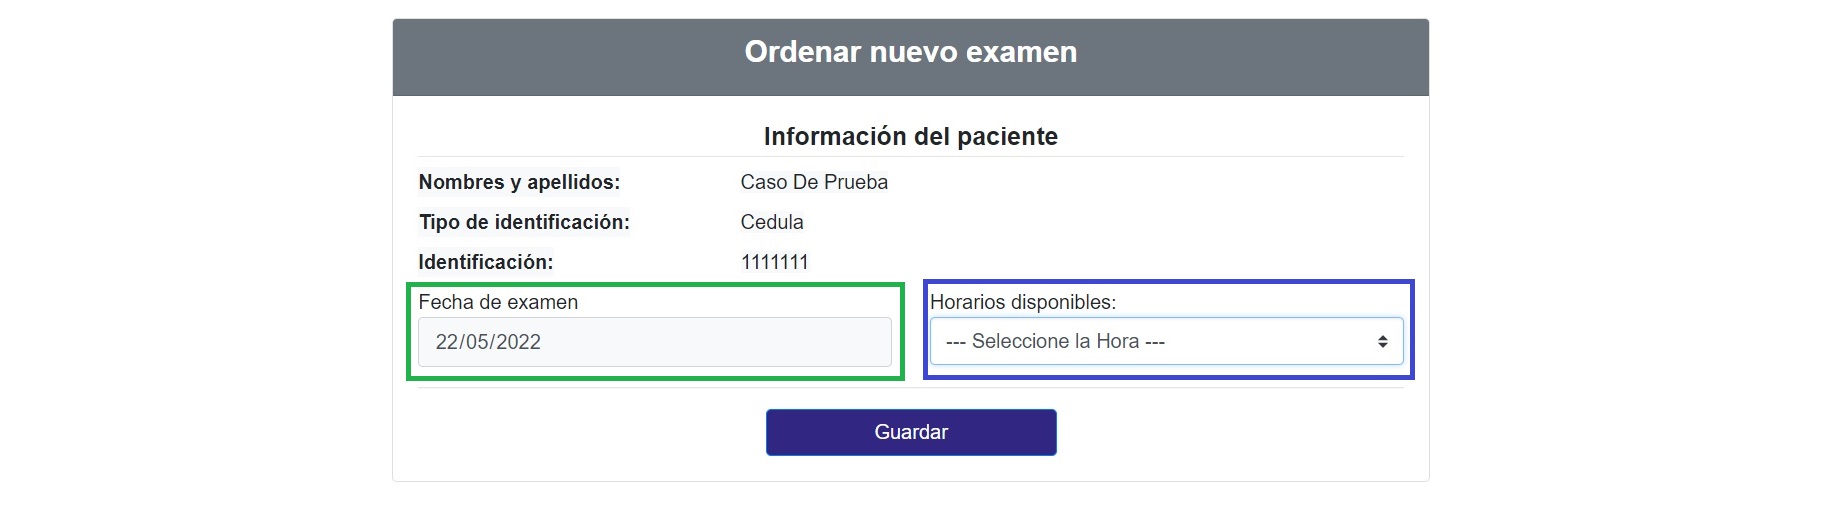 Ordenar nuevo examen
Información del paciente
Nombres y apellidos: Caso De Prueba
Tipo de identificación: Cedula
Identificación: 1111111
Fecha de examen Horarios disponibles:
22/05/2022 --- Seleccione la Hora ---
Guardar